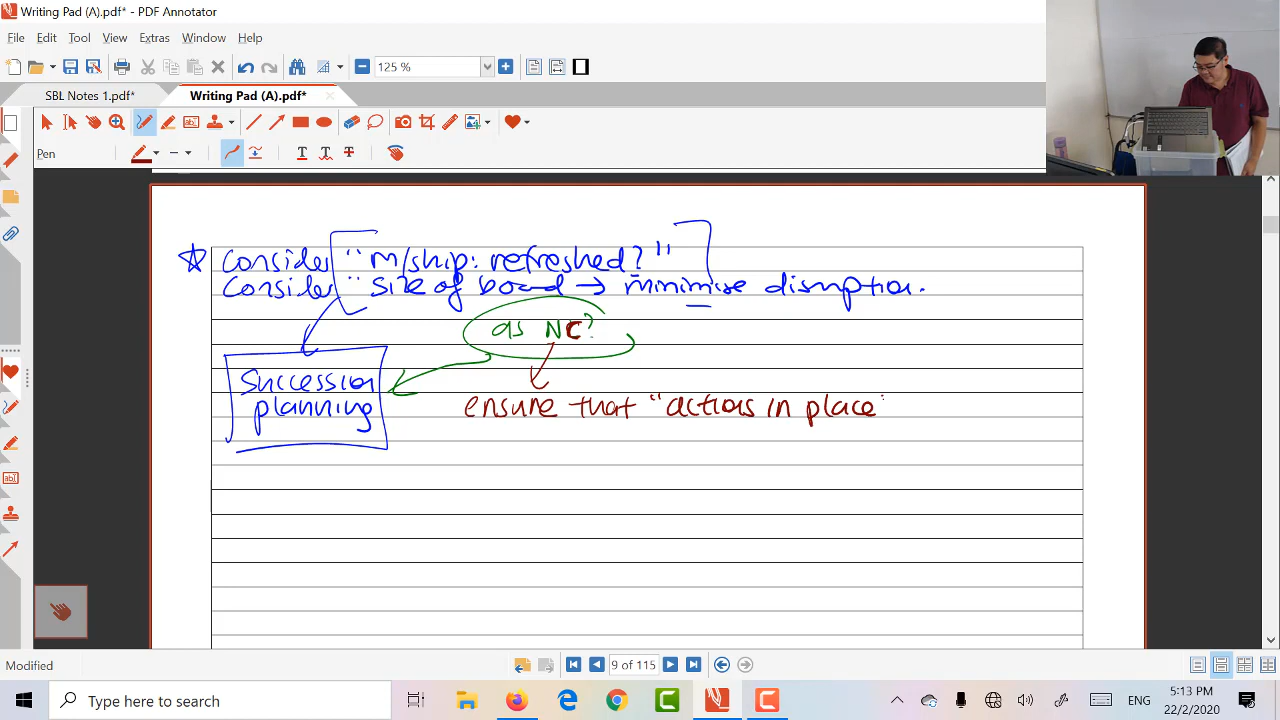 Writing Pad (A).pdf* - PDF Annotator
File Edit Tool View Extras Window Help
125 %
SBL Notes 1.pdf* Writing Pad (A).pdf*
Pen
☆ Consider "m/ship: refreshed?"
Consider "Size of board → minimise disruption.
as NC?
Succession
planning
ensure that "actions in place"
Modified
9 of 115
Type here to search
ENG
5:13 PM
22/2/2020